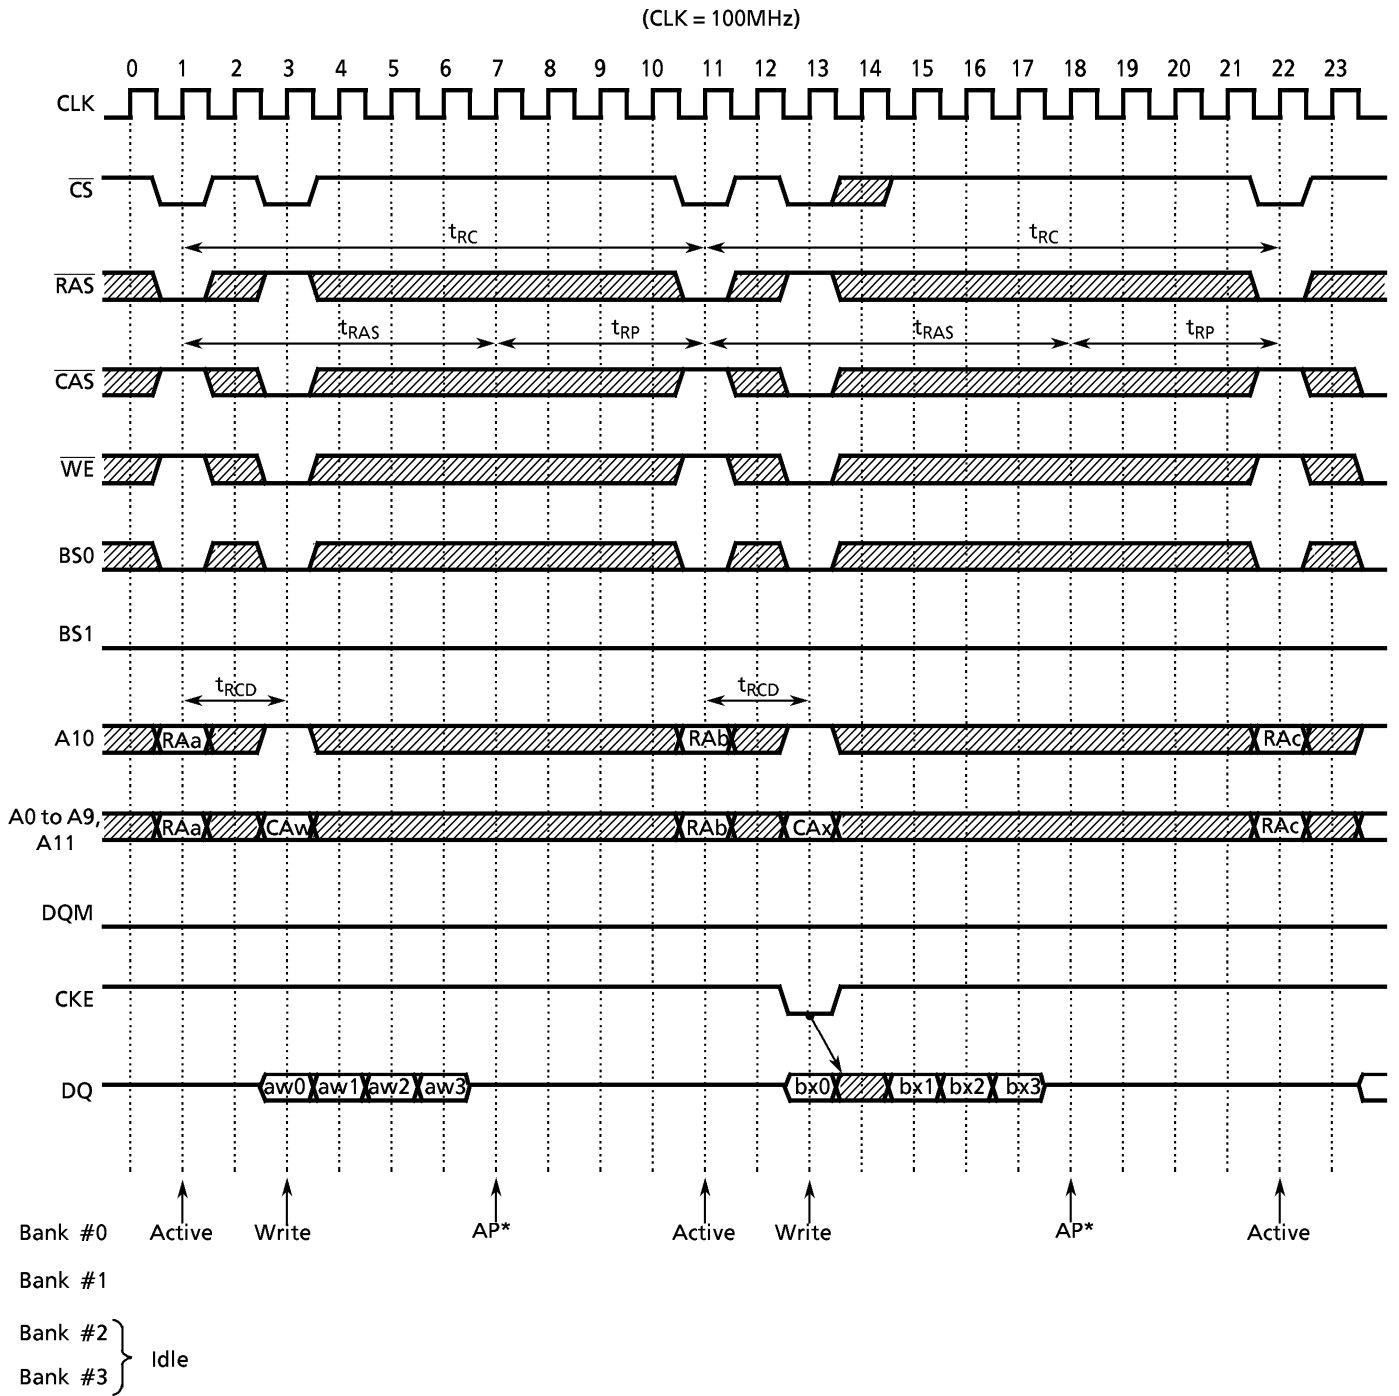 (CLK = 100MHz)
0 1 2 3 4 5 6 7 8 9 10 11 12 13 14 15 16 17 18 19 20 21 22 23
CLK
CS
tRC tRC
RAS
tRAS tRP tRAS tRP
CAS
WE
BS0
BS1
tRCD tRCD
A10 RAa RAb RAc
A0 to A9,
A11
RAa CAw RAb CAx RAc
DQM
CKE
DQ aw0 aw1 aw2 aw3 bx0 bx1 bx2 bx3
Bank #0 Active Write AP* Active Write AP* Active
Bank #1
Bank #2
Idle
Bank #3